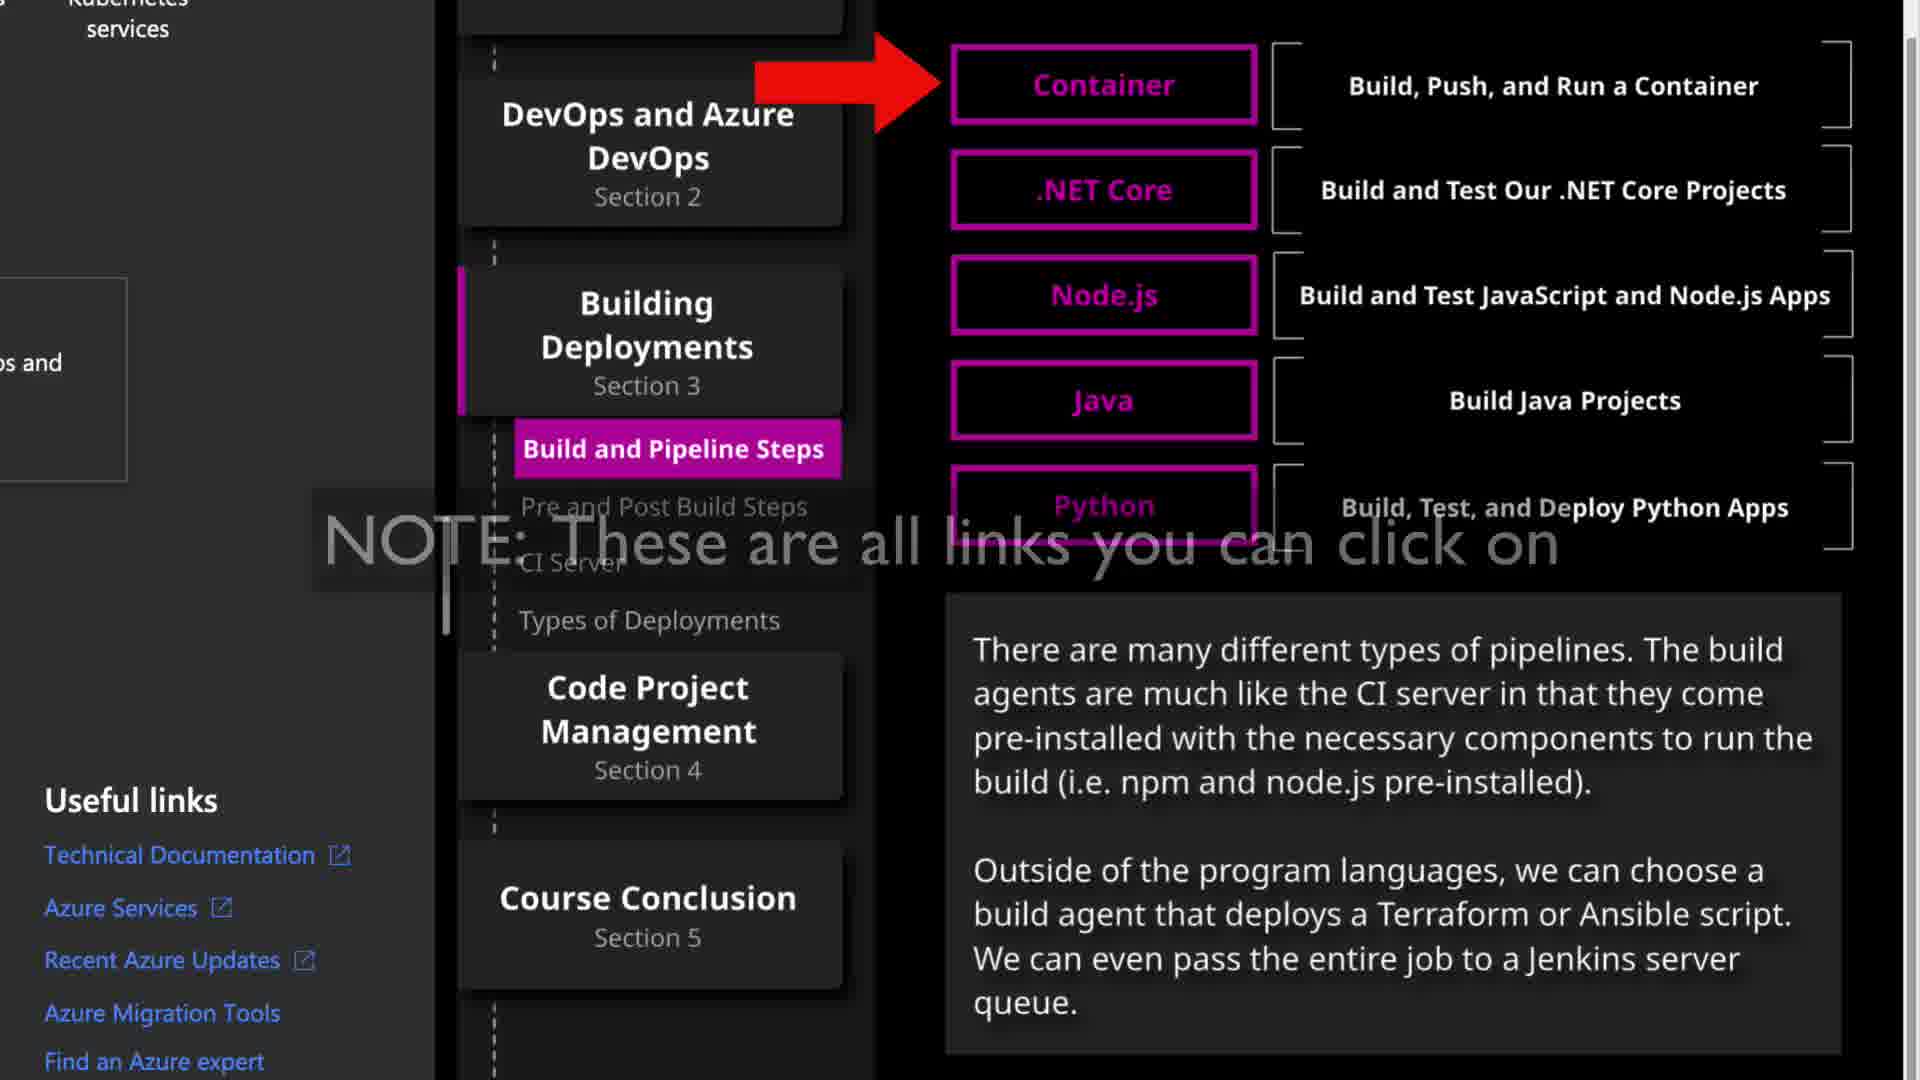 Kubernetes
services
ps and
Useful links
Technical Documentation
Azure Services
Recent Azure Updates
Azure Migration Tools
Find an Azure expert
DevOps and Azure
DevOps
Section 2
Building
Deployments
Section 3
Build and Pipeline Steps
Pre and Post Build Steps
CI Server
Types of Deployments
Code Project
Management
Section 4
Course Conclusion
Section 5
Container
Build, Push, and Run a Container
.NET Core
Build and Test Our .NET Core Projects
Node.js
Build and Test JavaScript and Node.js Apps
Java
Build Java Projects
Python
Build, Test, and Deploy Python Apps
NOTE: These are all links you can click on
There are many different types of pipelines. The build
agents are much like the CI server in that they come
pre-installed with the necessary components to run the
build (i.e. npm and node.js pre-installed).
Outside of the program languages, we can choose a
build agent that deploys a Terraform or Ansible script.
We can even pass the entire job to a Jenkins server
queue.